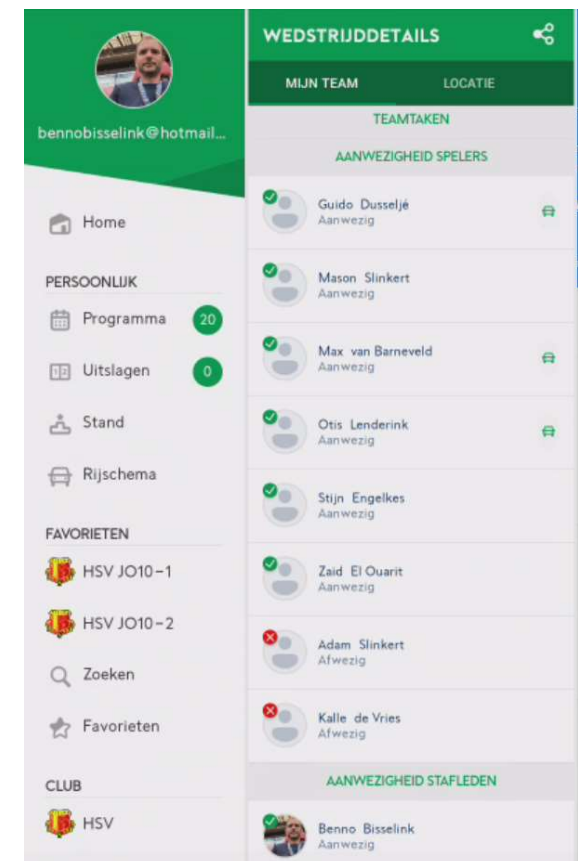 bennobisselink@hotmail...
Home
PERSOONLIJK
Programma 20
Uitslagen 0
Stand
Rijschema
FAVORIETEN
HSV JO10-1
HSV JO10-2
Zoeken
Favorieten
CLUB
HSV
WEDSTRIJDDETAILS
MIJN TEAM LOCATIE
TEAMTAKEN
AANWEZIGHEID SPELERS
Guido Dusseljé
Aanwezig
Mason Slinkert
Aanwezig
Max van Barneveld
Aanwezig
Otis Lenderink
Aanwezig
Stijn Engelkes
Aanwezig
Zaid El Ouarit
Aanwezig
Adam Slinkert
Afwezig
Kalle de Vries
Afwezig
AANWEZIGHEID STAFLEDEN
Benno Bisselink
Aanwezig